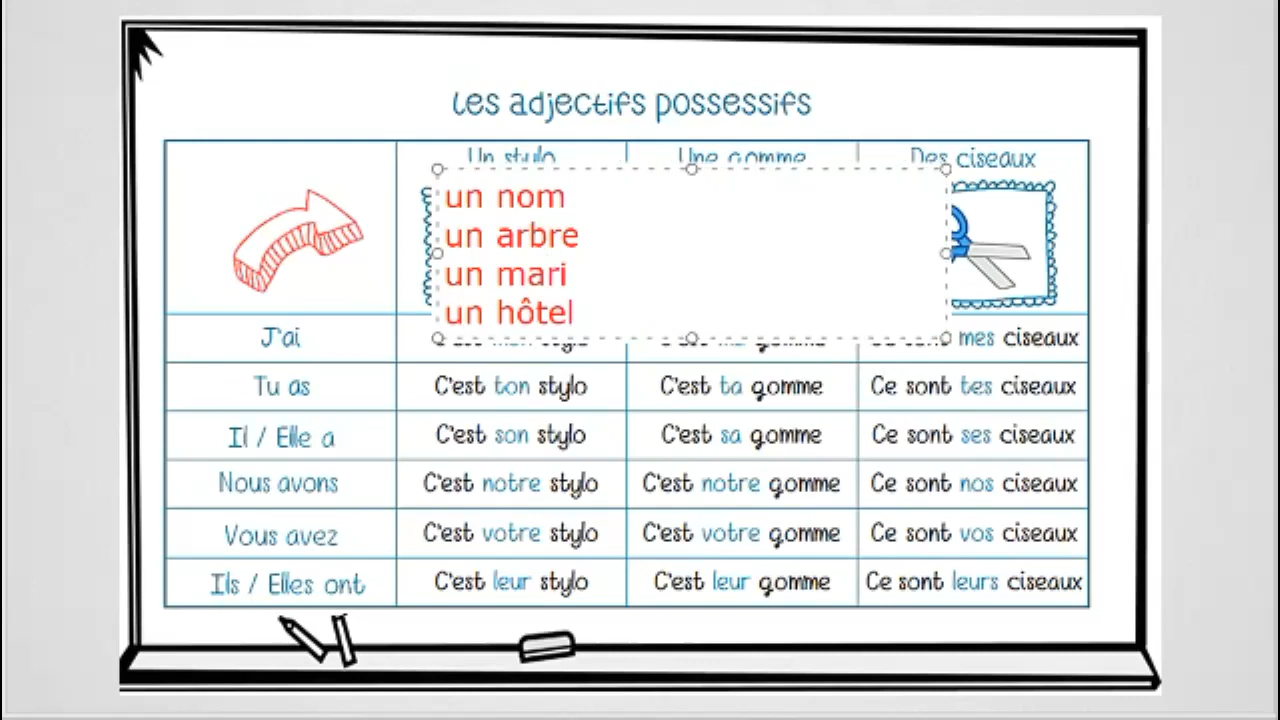 Les adjectifs possessifs
Un stylo
Une gomme
Des ciseaux
un nom
un arbre
un mari
un hôtel
J'ai
mes ciseaux
Tu as
C'est ton stylo
C'est ta gomme
Ce sont tes ciseaux
Il / Elle a
C'est son stylo
C'est sa gomme
Ce sont ses ciseaux
Nous avons
C'est notre stylo
C'est notre gomme
Ce sont nos ciseaux
Vous avez
C'est votre stylo
C'est votre gomme
Ce sont vos ciseaux
Ils / Elles ont
C'est leur stylo
C'est leur gomme
Ce sont leurs ciseaux